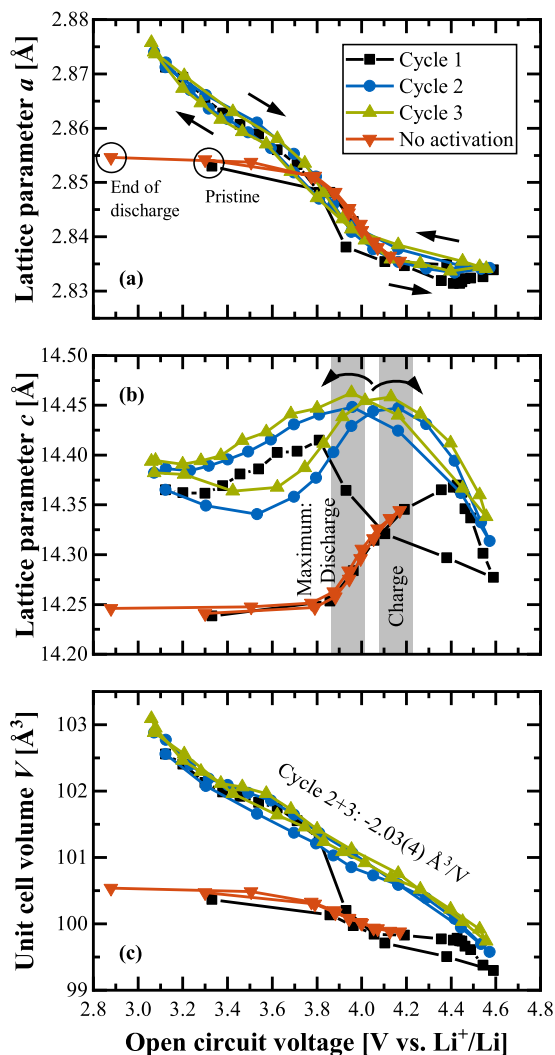 2.88
2.87
2.86
2.85
2.84
2.83
Lattice parameter a [Å]
Cycle 1
Cycle 2
Cycle 3
No activation
End of
discharge
Pristine
(a)
14.50
14.45
14.40
14.35
14.30
14.25
14.20
Lattice parameter c [Å]
(b)
Maximum:
Discharge
Charge
103
102
101
100
99
Unit cell volume V [Å³]
Cycle 2+3: -2.03(4) Å³/V
(c)
2.8 3.0 3.2 3.4 3.6 3.8 4.0 4.2 4.4 4.6 4.8
Open circuit voltage [V vs. Li⁺/Li]